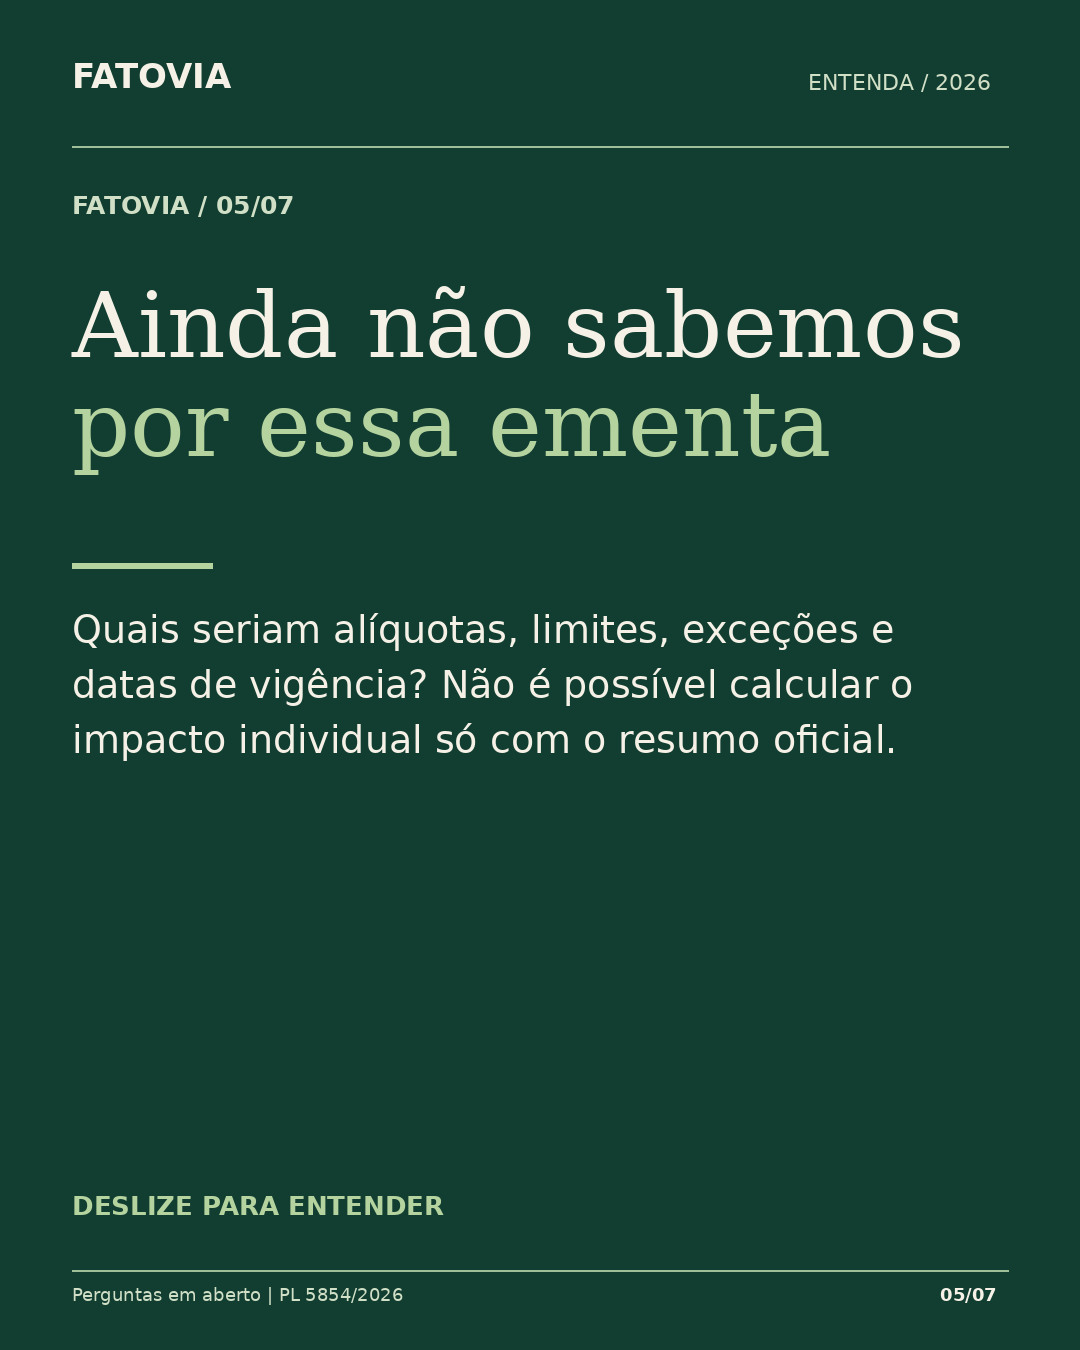 FATOVIA
ENTENDA / 2026
FATOVIA / 05/07
Ainda não sabemos
por essa ementa
Quais seriam alíquotas, limites, exceções e
datas de vigência? Não é possível calcular o
impacto individual só com o resumo oficial.
DESLIZE PARA ENTENDER
Perguntas em aberto | PL 5854/2026
05/07